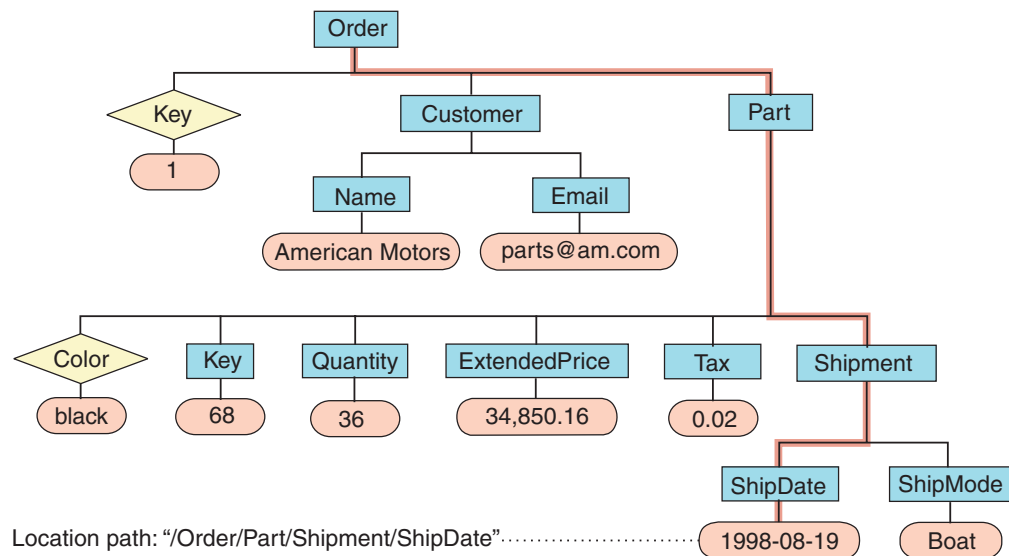 Order
Key
Customer
Part
1
Name
Email
American Motors
parts@am.com
Color
Key
Quantity
ExtendedPrice
Tax
Shipment
black
68
36
34,850.16
0.02
ShipDate
ShipMode
Location path: “/Order/Part/Shipment/ShipDate”
1998-08-19
Boat